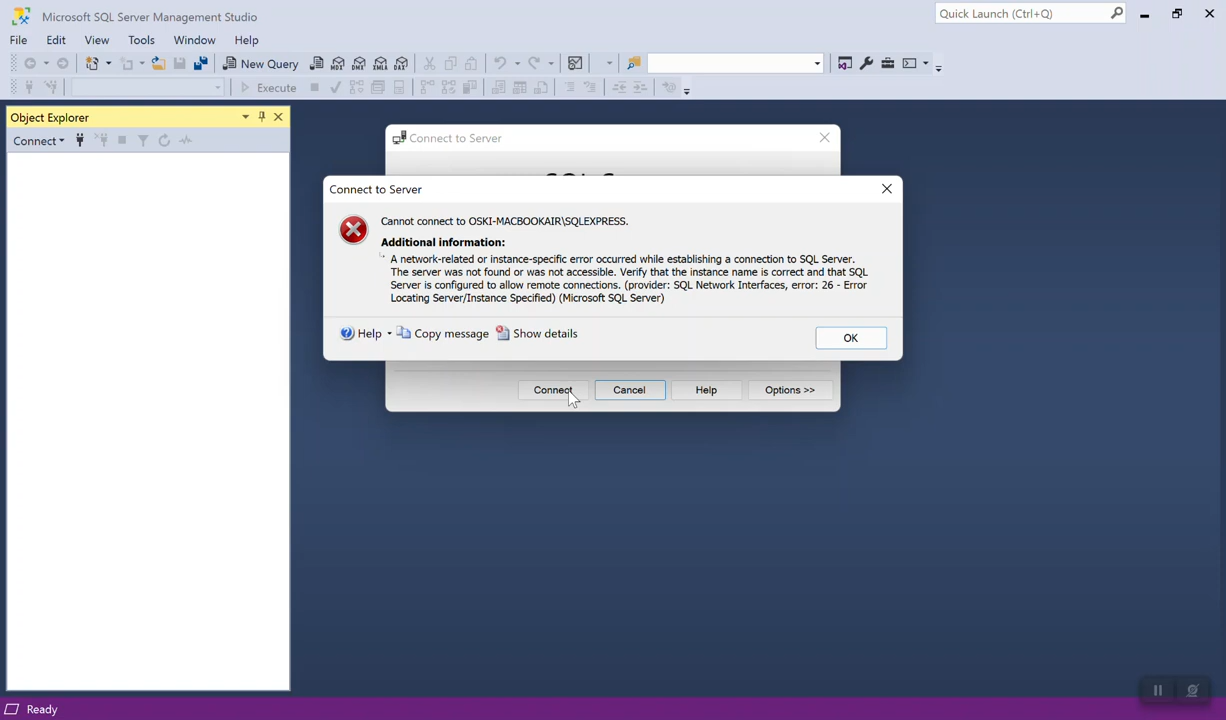 Microsoft SQL Server Management Studio
Quick Launch (Ctrl+Q)
File Edit View Tools Window Help
New Query
MDX DMX XMLA DAX
Execute
Object Explorer
Connect
Connect to Server
Connect to Server
Cannot connect to OSKI-MACBOOKAIR\SQLEXPRESS.
Additional information:
A network-related or instance-specific error occurred while establishing a connection to SQL Server.
The server was not found or was not accessible. Verify that the instance name is correct and that SQL
Server is configured to allow remote connections. (provider: SQL Network Interfaces, error: 26 - Error
Locating Server/Instance Specified) (Microsoft SQL Server)
Help Copy message Show details
OK
Connect Cancel Help Options >>
Ready